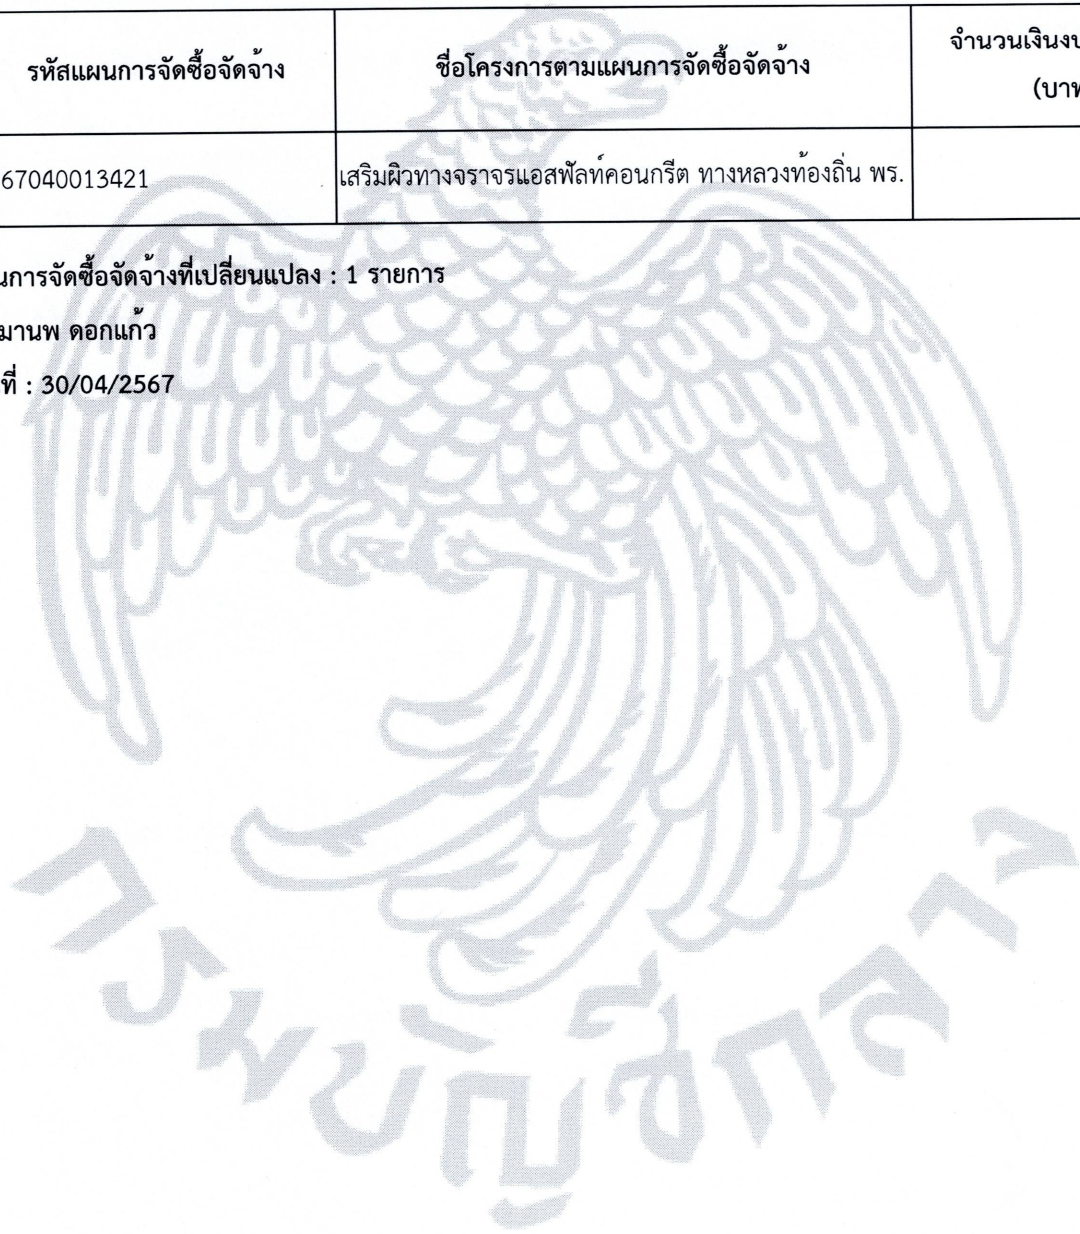 รหัสแผนการจัดซื้อจัดจ้าง
ชื่อโครงการตามแผนการจัดซื้อจัดจ้าง
จำนวนเงินงบ
(บาท
67040013421
เสริมผิวทางจราจรแอสฟัลท์คอนกรีต ทางหลวงท้องถิ่น พร.
นการจัดซื้อจัดจ้างที่เปลี่ยนแปลง : 1 รายการ
มานพ ดอกแก้ว
ที่ : 30/04/2567
กรมบัญชีกลาง